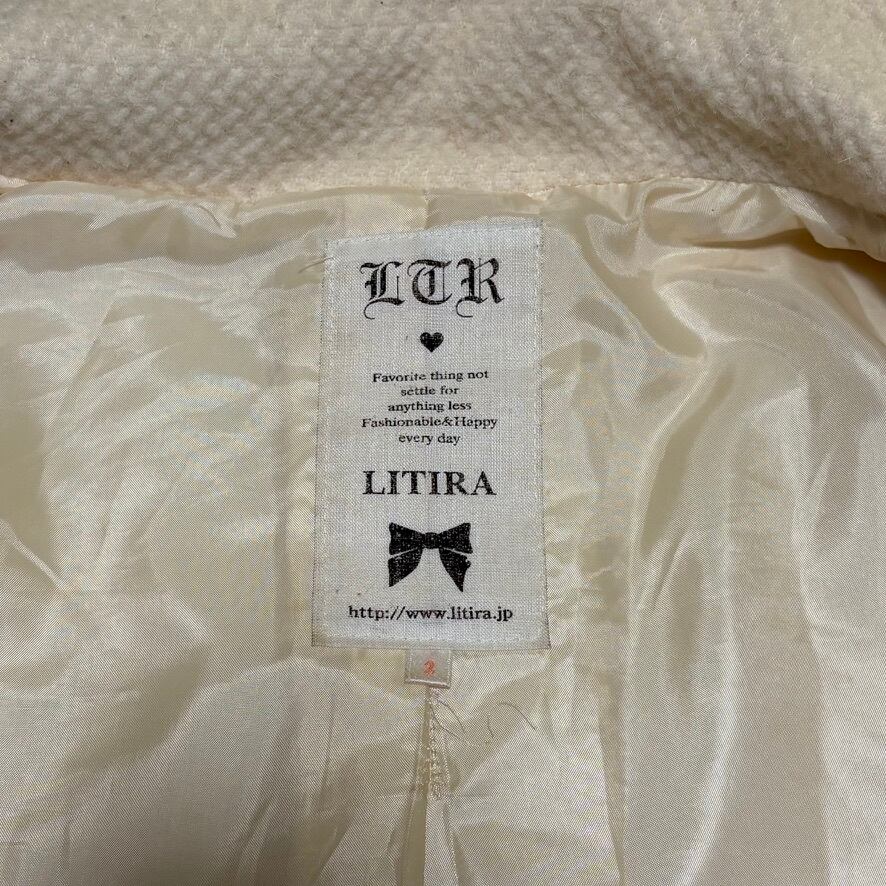 LTR
Favorite thing not
settle for
anything less
Fashionable&Happy
every day
LITIRA
http://www.litira.jp
2